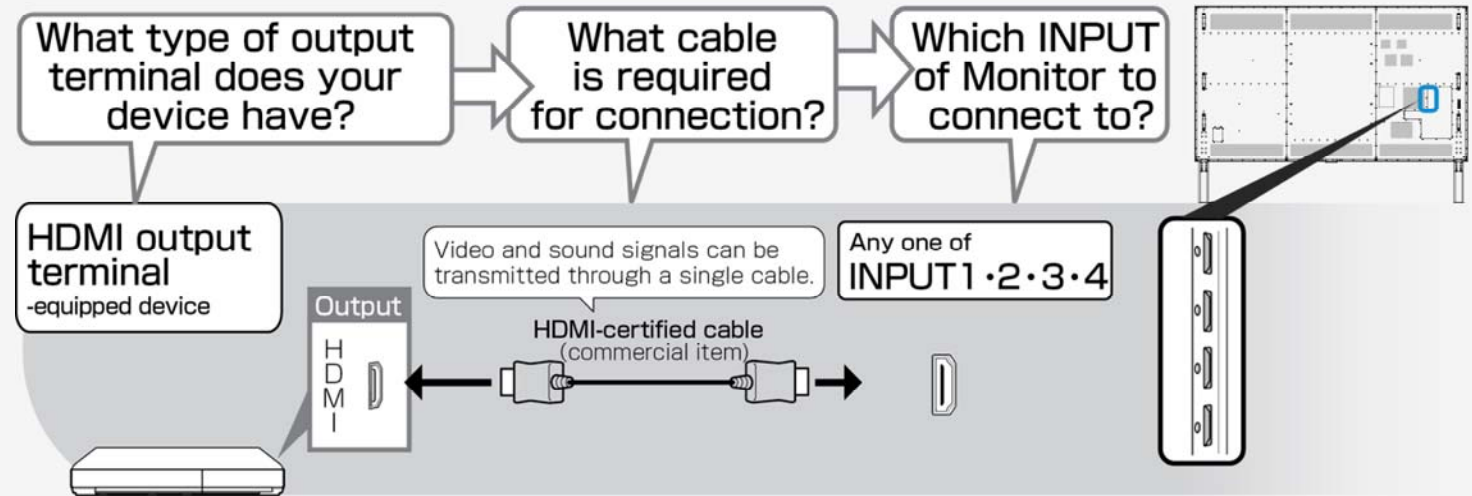 What type of output
terminal does your
device have?
What cable
is required
for connection?
Which INPUT
of Monitor to
connect to?
HDMI output
terminal
-equipped device
Output
HDMI
Video and sound signals can be
transmitted through a single cable.
HDMI-certified cable
(commercial item)
Any one of
INPUT1・2・3・4